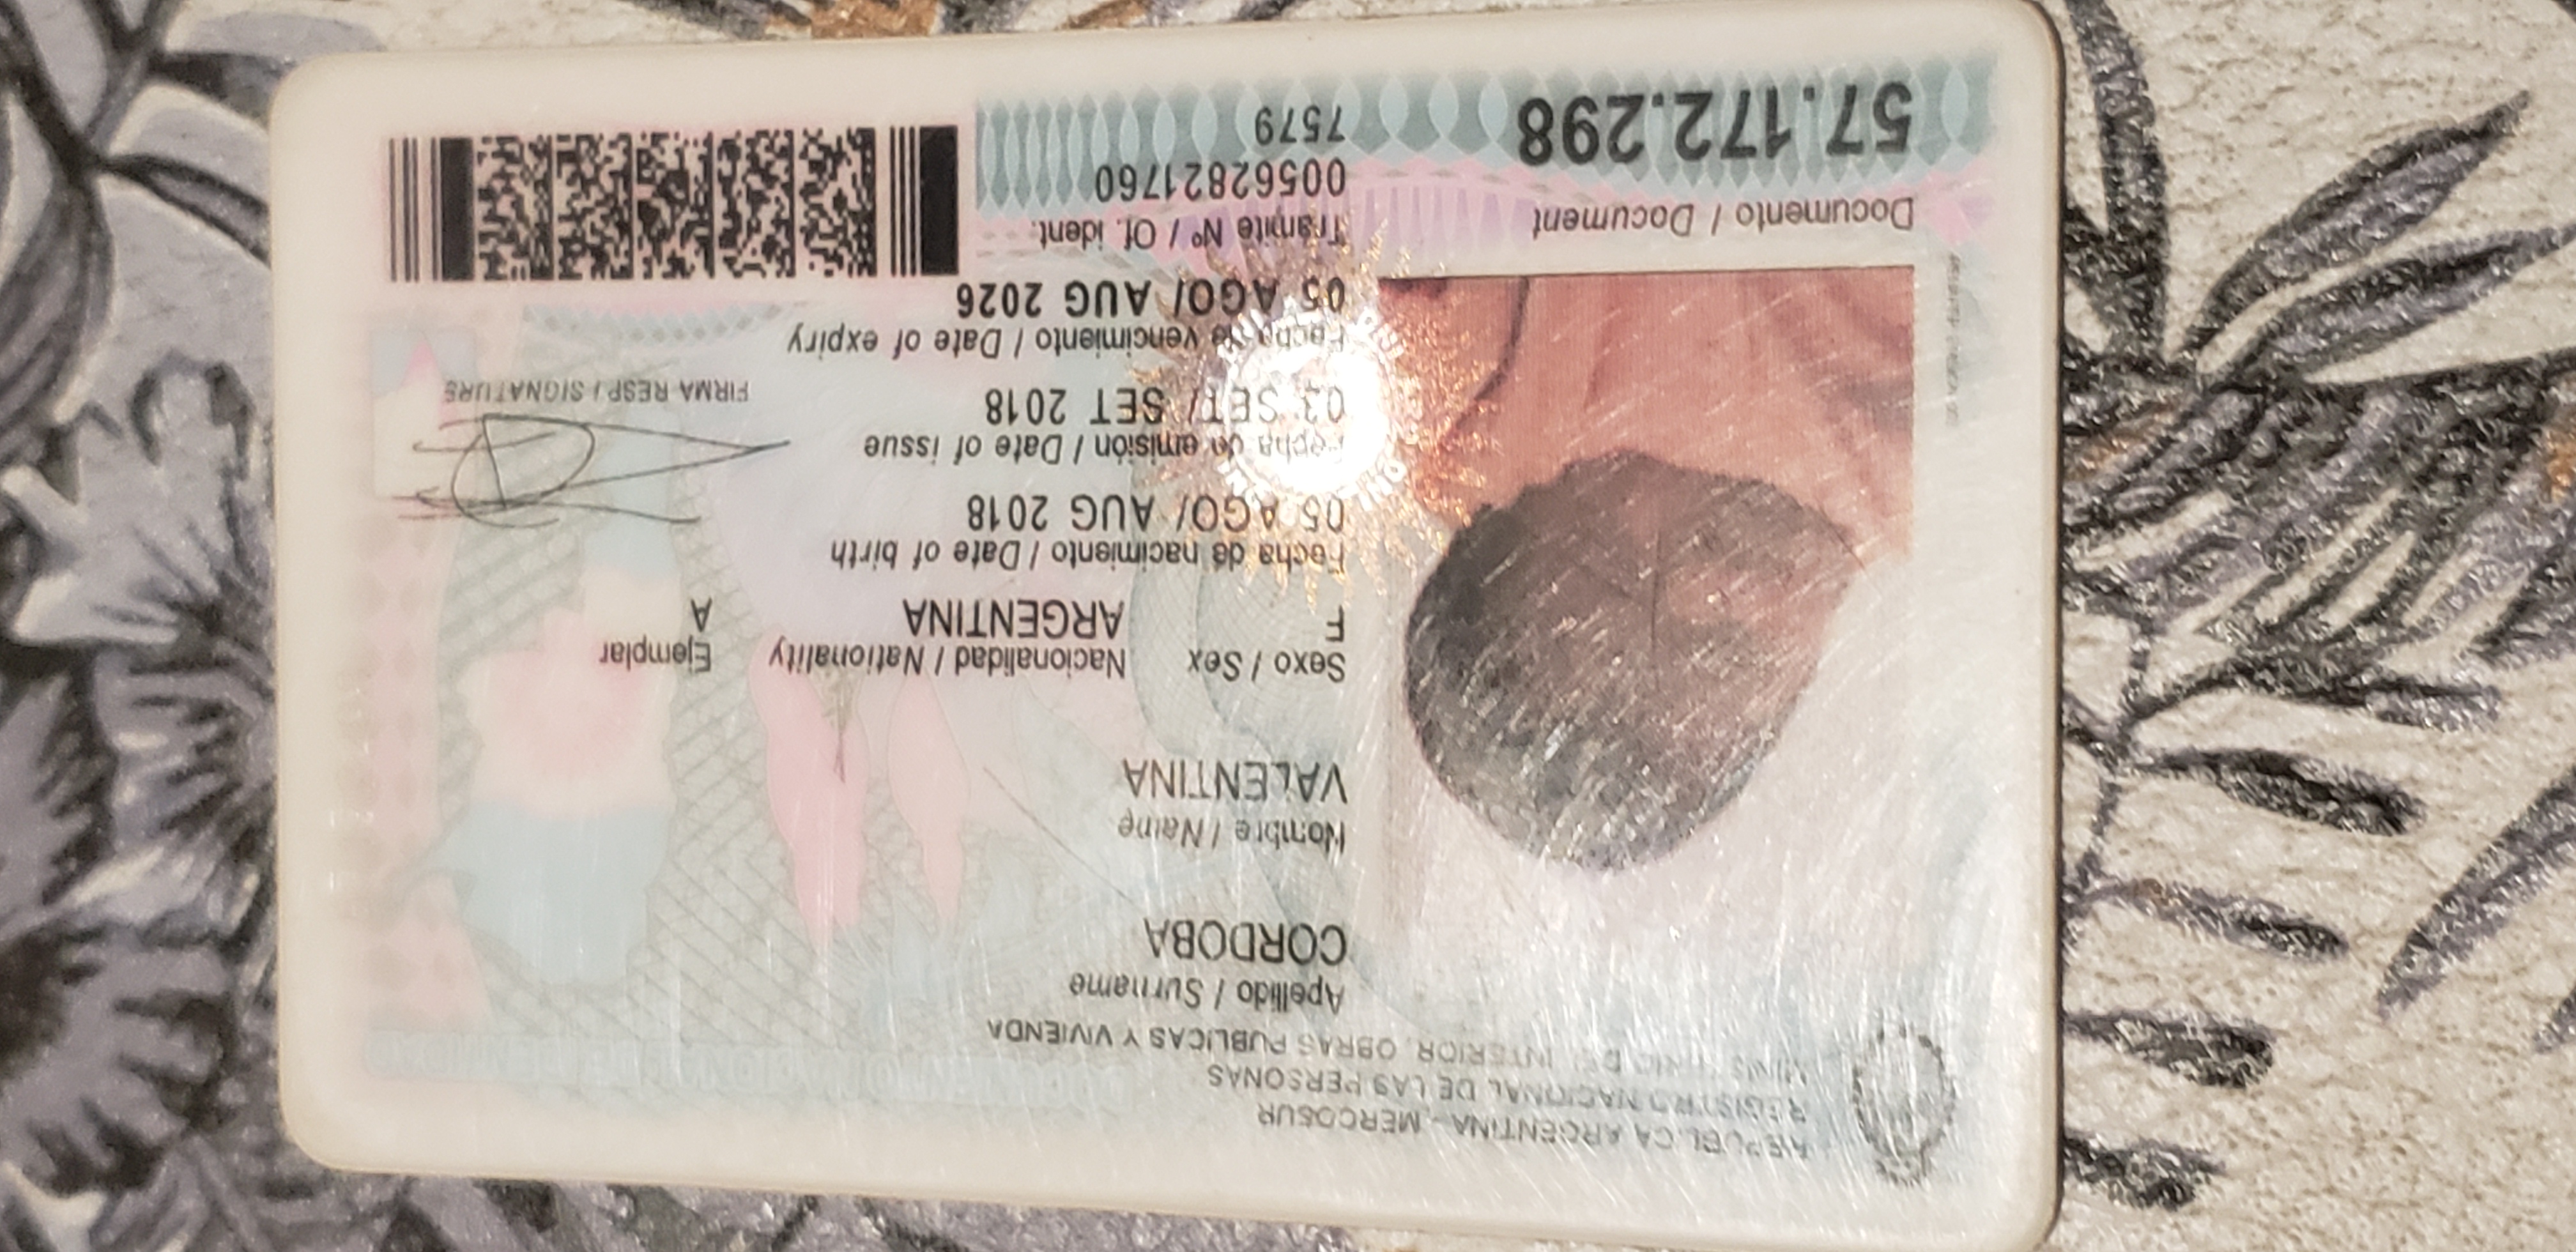 REPUBLICA ARGENTINA - MERCOSUR
REGISTRO NACIONAL DE LAS PERSONAS
MINISTERIO DEL INTERIOR, OBRAS PUBLICAS Y VIVIENDA
Apellido / Surname
CORDOBA
Nombre / Name
VALENTINA
Sexo / Sex Nacionalidad / Nationality Ejemplar
F ARGENTINA A
Fecha de nacimiento / Date of birth
05 AGO/ AUG 2018
Fecha de emisión / Date of issue
03 SET/ SET 2018
Fecha de vencimiento / Date of expiry
05 AGO/ AUG 2026
FIRMA RESP / SIGNATURE
Documento / Document
57.172.298
Trámite Nº / Of. ident.
00562821760
7579